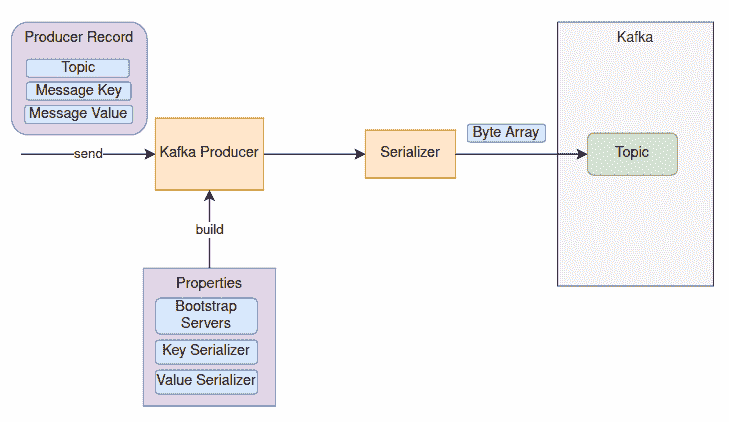 Producer Record
Topic
Message Key
Message Value
send
Kafka Producer
Serializer
Byte Array
Kafka
Topic
build
Properties
Bootstrap
Servers
Key Serializer
Value Serializer